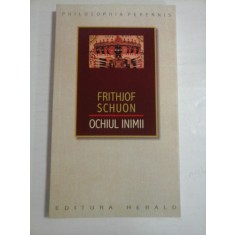 PHILOSOPHIA PERENNIS
FRITHJOF
SCHUON
OCHIUL INIMII
EDITURA HERALD